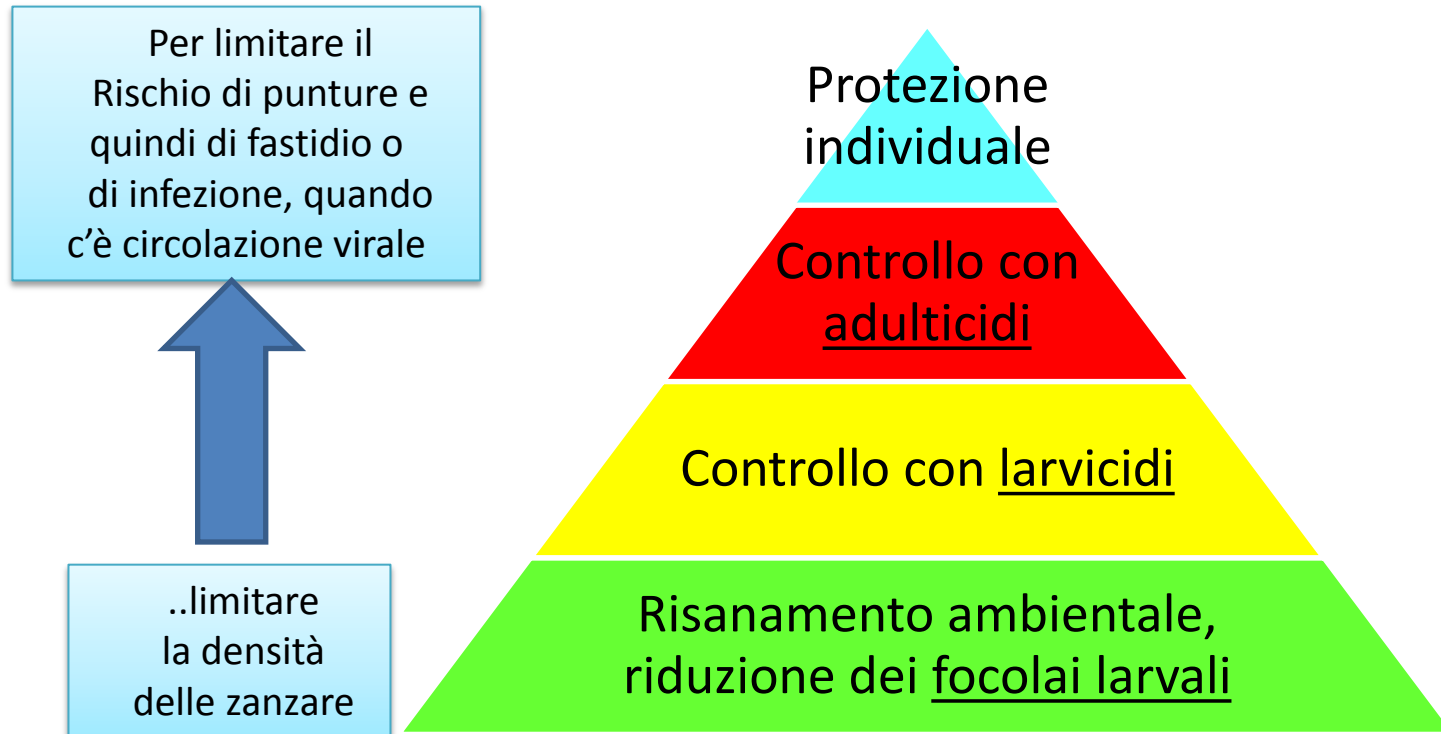 Per limitare il
Rischio di punture e
quindi di fastidio o
di infezione, quando
c’è circolazione virale
..limitare
la densità
delle zanzare
Protezione
individuale
Controllo con
adulticidi
Controllo con larvicidi
Risanamento ambientale,
riduzione dei focolai larvali